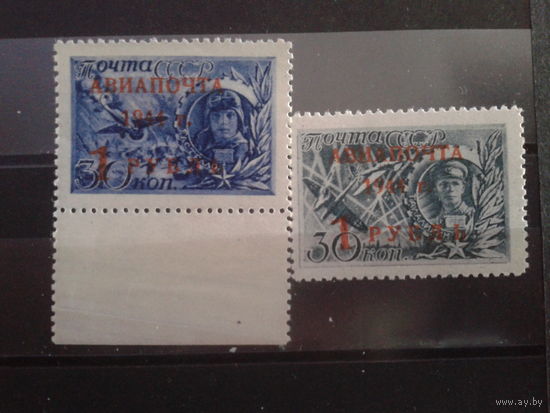 Почта СССР
АВИАПОЧТА
1944 г.
1 РУБЛЬ
30 коп.
Почта СССР
АВИАПОЧТА
1944 г.
1 РУБЛЬ
30 коп.
www.ay.by